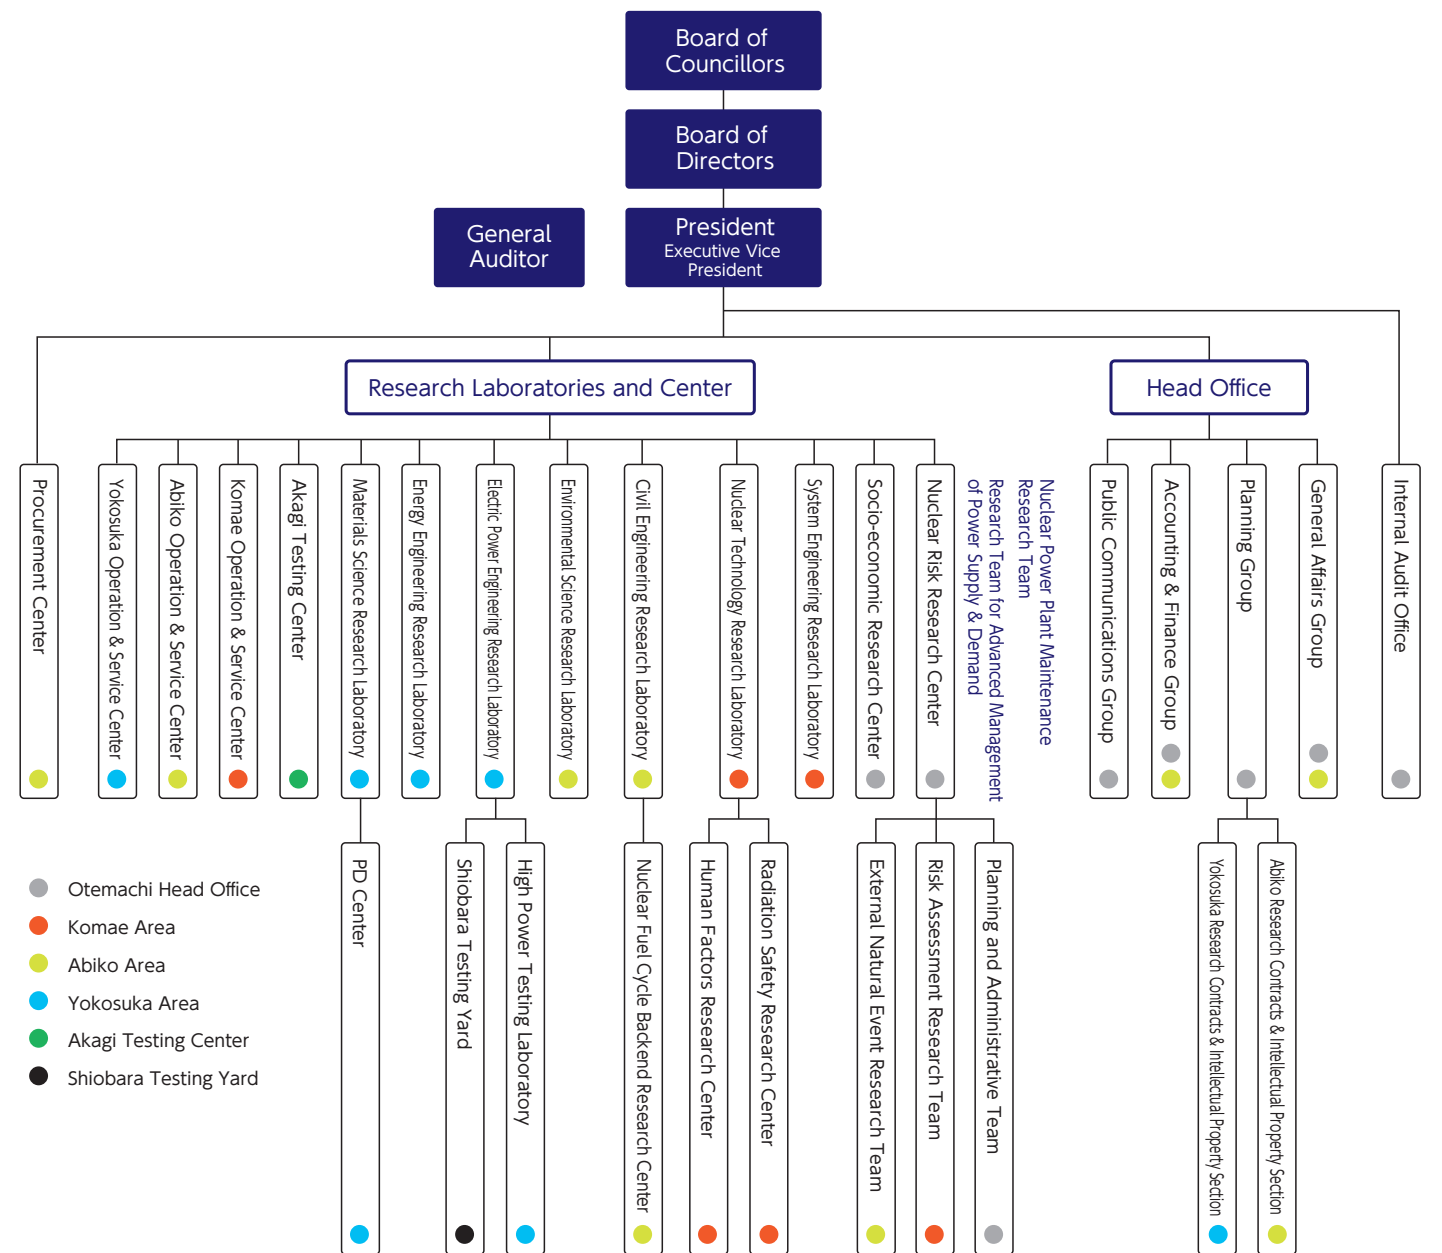 Board of
Councillors
Board of
Directors
General
Auditor
President
Executive Vice
President
Research Laboratories and Center
Head Office
Procurement Center
Yokosuka Operation & Service Center
Abiko Operation & Service Center
Komae Operation & Service Center
Akagi Testing Center
Materials Science Research Laboratory
Energy Engineering Research Laboratory
Electric Power Engineering Research Laboratory
Environmental Science Research Laboratory
Civil Engineering Research Laboratory
Nuclear Technology Research Laboratory
System Engineering Research Laboratory
Socio-economic Research Center
Nuclear Risk Research Center
Nuclear Power Plant Maintenance
Research Team
Research Team for Advanced Management
of Power Supply & Demand
Public Communications Group
Accounting & Finance Group
Planning Group
General Affairs Group
Internal Audit Office
PD Center
Shiobara Testing Yard
High Power Testing Laboratory
Nuclear Fuel Cycle Backend Research Center
Human Factors Research Center
Radiation Safety Research Center
External Natural Event Research Team
Risk Assessment Research Team
Planning and Administrative Team
Yokosuka Research Contracts & Intellectual Property Section
Abiko Research Contracts & Intellectual Property Section
Otemachi Head Office
Komae Area
Abiko Area
Yokosuka Area
Akagi Testing Center
Shiobara Testing Yard